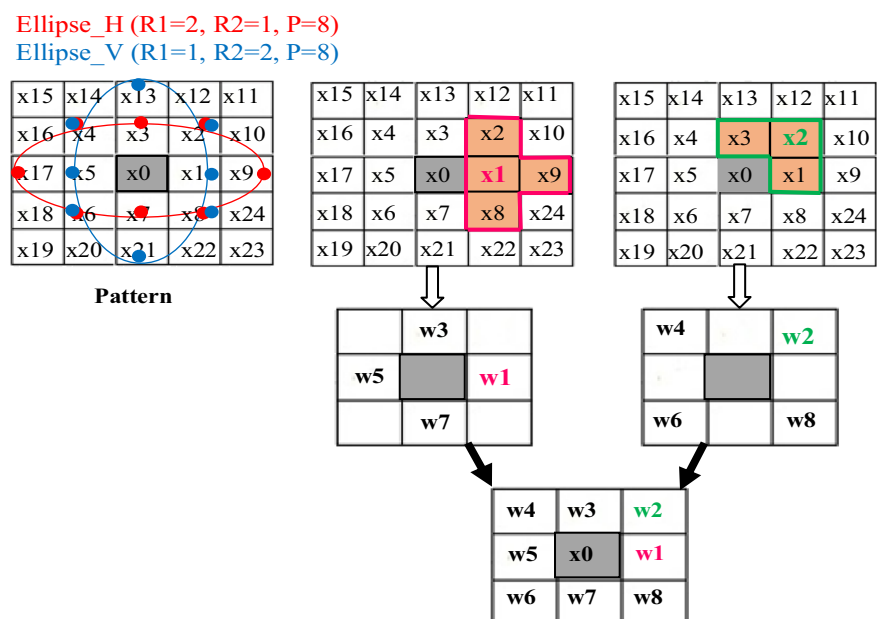 Ellipse_H (R1=2, R2=1, P=8)
Ellipse_V (R1=1, R2=2, P=8)
x15 x14 x13 x12 x11
x16 x4 x3 x2 x10
x17 x5 x0 x1 x9
x18 x6 x7 x8 x24
x19 x20 x21 x22 x23
Pattern
x15 x14 x13 x12 x11
x16 x4 x3 x2 x10
x17 x5 x0 x1 x9
x18 x6 x7 x8 x24
x19 x20 x21 x22 x23
x15 x14 x13 x12 x11
x16 x4 x3 x2 x10
x17 x5 x0 x1 x9
x18 x6 x7 x8 x24
x19 x20 x21 x22 x23
w3
w5 w1
w7
w4 w2
w6 w8
w4 w3 w2
w5 x0 w1
w6 w7 w8